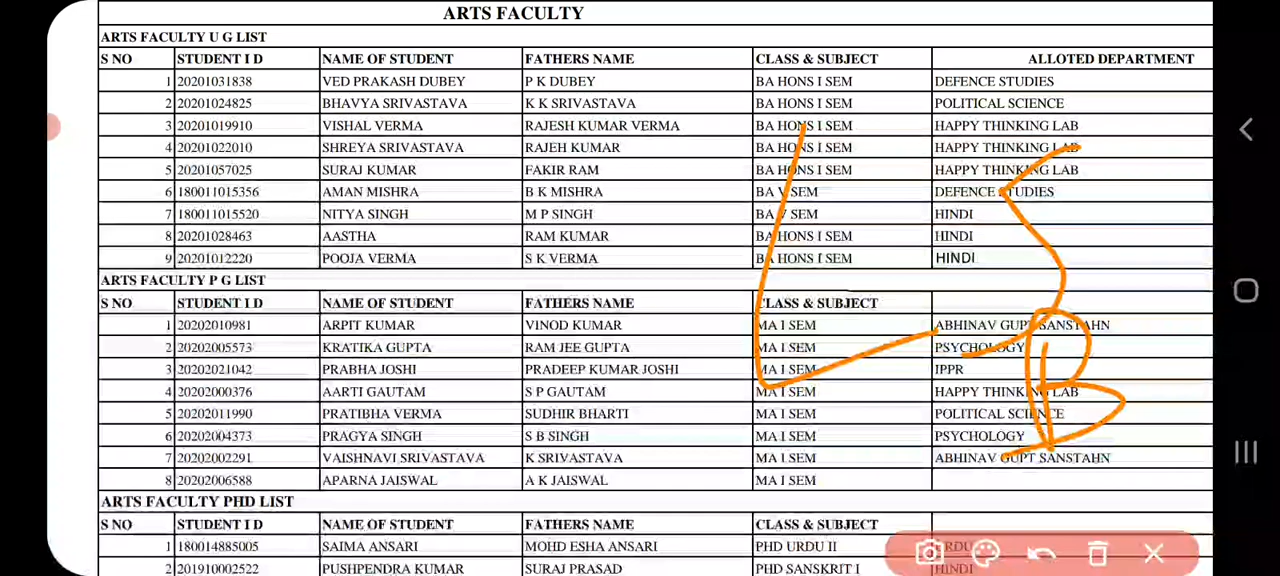 ARTS FACULTY
ARTS FACULTY U G LIST
S NO STUDENT I D NAME OF STUDENT FATHERS NAME CLASS & SUBJECT ALLOTED DEPARTMENT
1 20201031838 VED PRAKASH DUBEY P K DUBEY BA HONS I SEM DEFENCE STUDIES
2 20201024825 BHAVYA SRIVASTAVA K K SRIVASTAVA BA HONS I SEM POLITICAL SCIENCE
3 20201019910 VISHAL VERMA RAJESH KUMAR VERMA BA HONS I SEM HAPPY THINKING LAB
4 20201022010 SHREYA SRIVASTAVA RAJEH KUMAR BA HONS I SEM HAPPY THINKING LAB
5 20201057025 SURAJ KUMAR FAKIR RAM BA HONS I SEM HAPPY THINKING LAB
6 180011015356 AMAN MISHRA B K MISHRA BA V SEM DEFENCE STUDIES
7 180011015520 NITYA SINGH M P SINGH BA V SEM HINDI
8 20201028463 AASTHA RAM KUMAR BA HONS I SEM HINDI
9 20201012220 POOJA VERMA S K VERMA BA HONS I SEM HINDI
ARTS FACULTY P G LIST
S NO STUDENT I D NAME OF STUDENT FATHERS NAME CLASS & SUBJECT
1 20202010981 ARPIT KUMAR VINOD KUMAR MA I SEM ABHINAV GUPT SANSTAHN
2 20202005573 KRATIKA GUPTA RAM JEE GUPTA MA I SEM PSYCHOLOGY
3 20202021042 PRABHA JOSHI PRADEEP KUMAR JOSHI MA I SEM IPPR
4 20202000376 AARTI GAUTAM S P GAUTAM MA I SEM HAPPY THINKING LAB
5 20202011990 PRATIBHA VERMA SUDHIR BHARTI MA I SEM POLITICAL SCIENCE
6 20202004373 PRAGYA SINGH S B SINGH MA I SEM PSYCHOLOGY
7 20202002291 VAISHNAVI SRIVASTAVA K SRIVASTAVA MA I SEM ABHINAV GUPT SANSTAHN
8 20202006588 APARNA JAISWAL A K JAISWAL MA I SEM
ARTS FACULTY PHD LIST
S NO STUDENT I D NAME OF STUDENT FATHERS NAME CLASS & SUBJECT
1 180014885005 SAIMA ANSARI MOHD ESHA ANSARI PHD URDU II URDU
2 201910002522 PUSHPENDRA KUMAR SURAJ PRASAD PHD SANSKRIT I HINDI